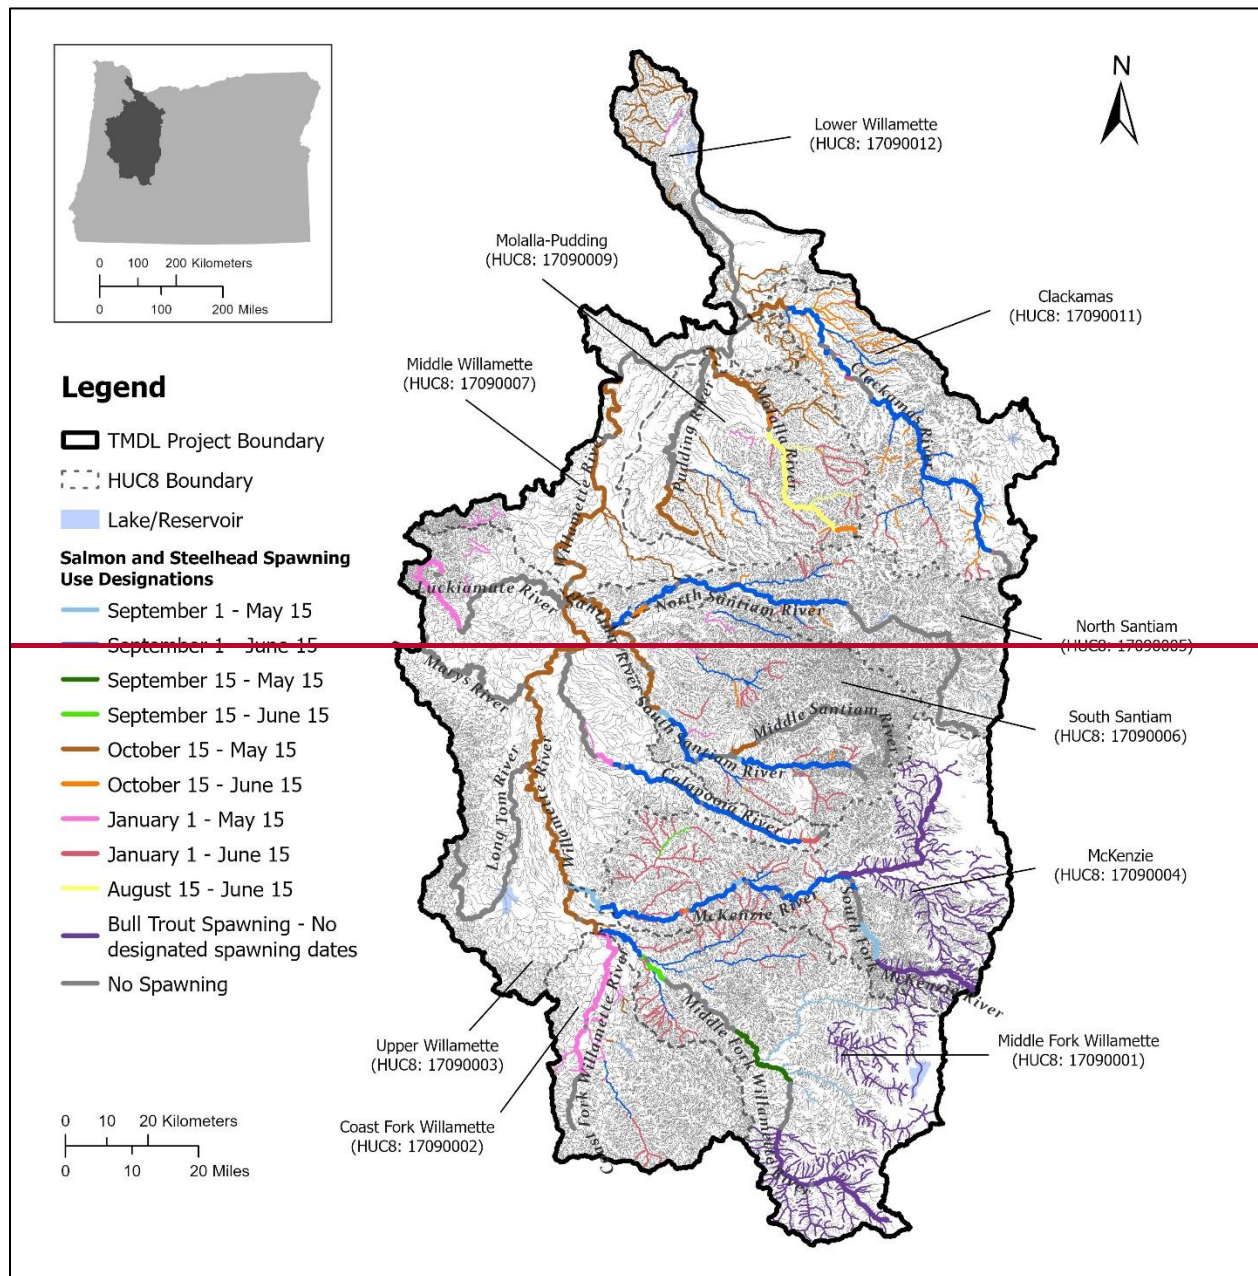 N
Lower Willamette
(HUC8: 17090012)
0 100 200 Kilometers
0 100 200 Miles
Molalla-Pudding
(HUC8: 17090009)
Clackamas
(HUC8: 17090011)
Middle Willamette
(HUC8: 17090007)
Legend
TMDL Project Boundary
HUC8 Boundary
Lake/Reservoir
Salmon and Steelhead Spawning
Use Designations
September 1 - May 15
September 1 - June 15
September 15 - May 15
September 15 - June 15
October 15 - May 15
October 15 - June 15
January 1 - May 15
January 1 - June 15
August 15 - June 15
Bull Trout Spawning - No
designated spawning dates
No Spawning
Clackamas River
Molalla River
Pudding River
Willamette River
Luckiamute River
Santiam River
North Santiam River
North Santiam
(HUC8: 17090005)
Marys River
South Santiam River
Middle Santiam River
South Santiam
(HUC8: 17090006)
Calapooia River
Long Tom River
Willamette River
McKenzie
(HUC8: 17090004)
McKenzie River
South Fork McKenzie River
Upper Willamette
(HUC8: 17090003)
Middle Fork Willamette
(HUC8: 17090001)
Coast Fork Willamette River
Middle Fork Willamette River
Coast Fork Willamette
(HUC8: 17090002)
0 10 20 Kilometers
0 10 20 Miles